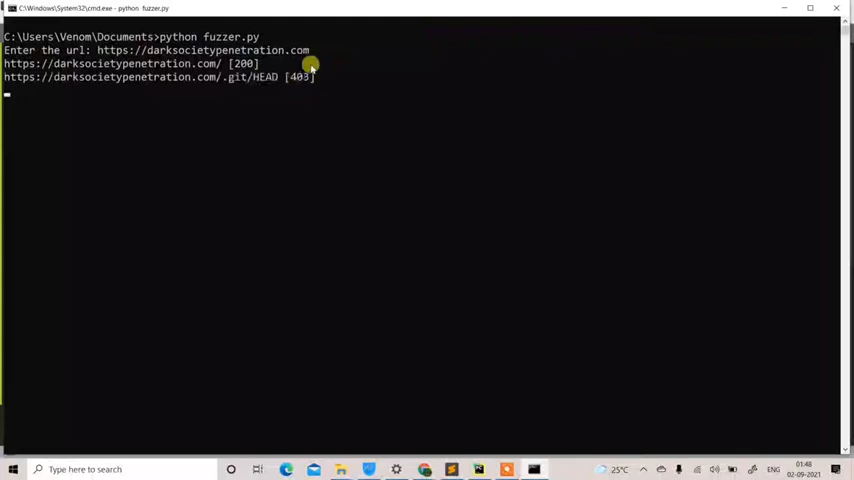 C:\Windows\System32\cmd.exe - python  fuzzer.py
C:\Users\Venom\Documents>python fuzzer.py
Enter the url: https://darksocietypenetration.com
https://darksocietypenetration.com/ [200]
https://darksocietypenetration.com/.git/HEAD [403]
Type here to search
25°C
ENG
01:48
02-09-2021